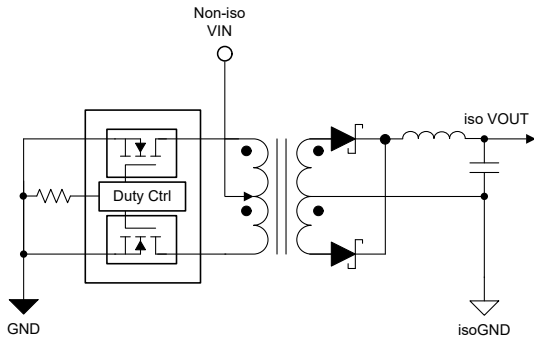 Non-iso
VIN
iso VOUT
Duty Ctrl
GND
isoGND